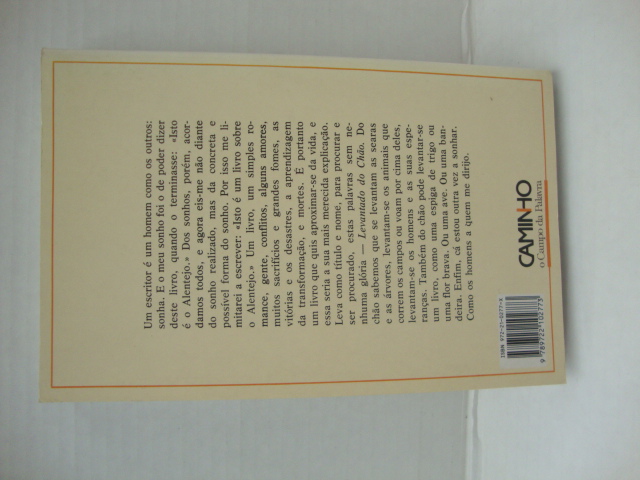 Um escritor é um homem como os outros:
sonha. E o meu sonho foi o de poder dizer
deste livro, quando o terminasse: «Isto
é o Alentejo.» Dos sonhos, porém, acor-
damos todos, e agora eis-me não diante
do sonho realizado, mas da concreta e
possível forma do sonho. Por isso me li-
mitarei a escrever: «Isto é um livro sobre
o Alentejo.» Um livro, um simples ro-
mance, gente, conflitos, alguns amores,
muitos sacrifícios e grandes fomes, as
vitórias e os desastres, a aprendizagem
da transformação, e mortes. É portanto
um livro que quis aproximar-se da vida, e
essa seria a sua mais merecida explicação.
Leva como título e nome, para procurar e
ser procurado, estas palavras sem ne-
nhuma glória — Levantado do Chão. Do
chão sabemos que se levantam as searas
e as árvores, levantam-se os animais que
correm os campos ou voam por cima deles,
levantam-se os homens e as suas espe-
ranças. Também do chão pode levantar-se
um livro, como uma espiga de trigo ou
uma flor brava. Ou uma ave. Ou uma ban-
deira. Enfim, cá estou outra vez a sonhar.
Como os homens a quem me dirijo.
CAMINHO
o Campo da Palavra
ISBN 972-21-0277-8
9 789722 102773